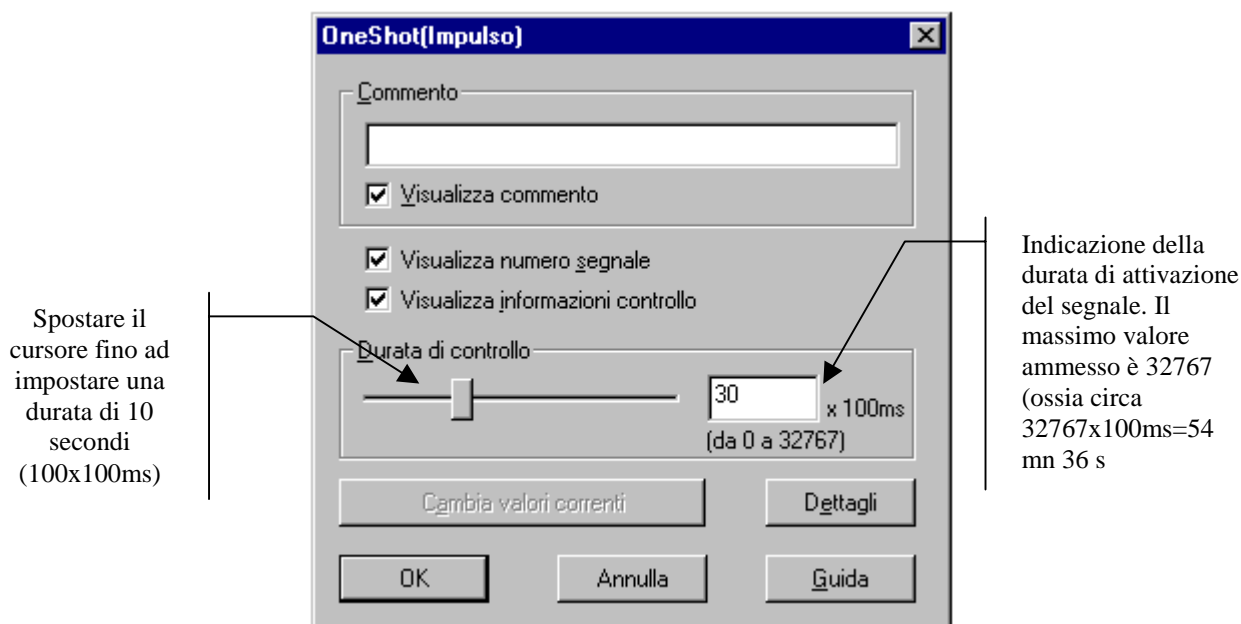 OneShot(Impulso)
Commento
Visualizza commento
Visualizza numero segnale
Visualizza informazioni controllo
Durata di controllo
30
x 100ms
(da 0 a 32767)
Cambia valori correnti
Dettagli
OK
Annulla
Guida
Spostare il
cursore fino ad
impostare una
durata di 10
secondi
(100x100ms)
Indicazione della
durata di attivazione
del segnale. Il
massimo valore
ammesso è 32767
(ossia circa
32767x100ms=54
mn 36 s